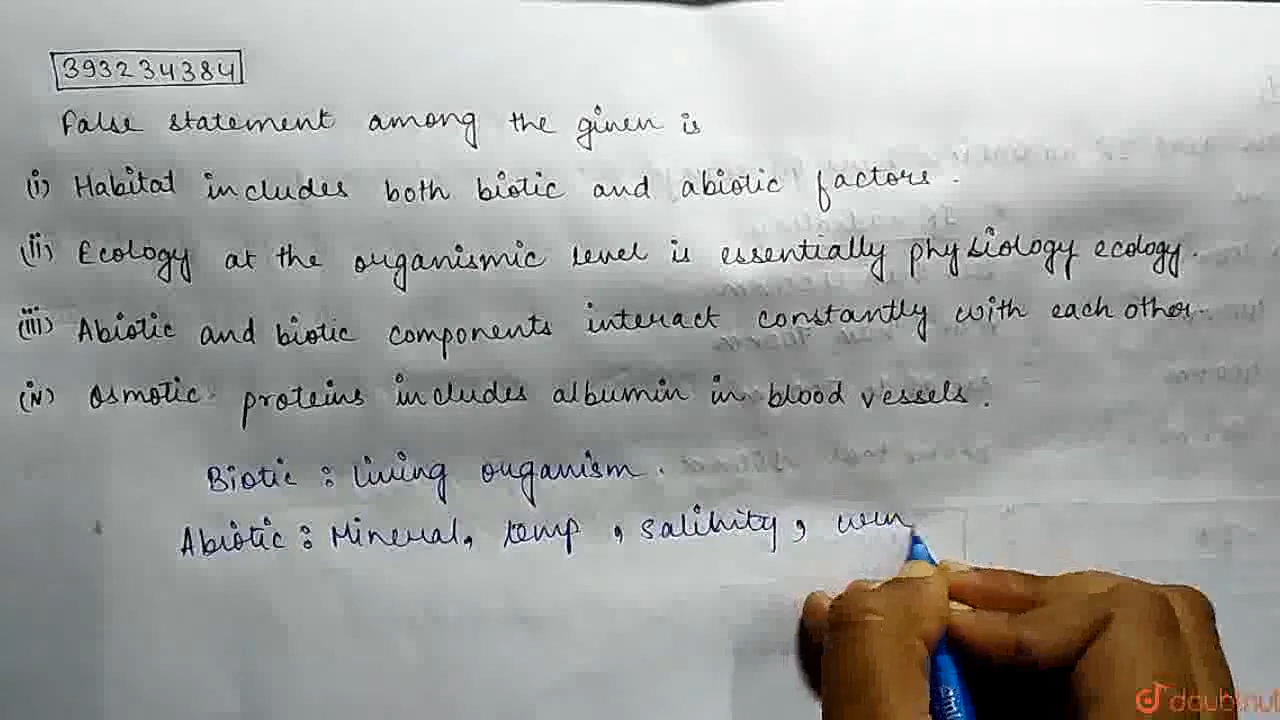 393234384
False statement among the given is
(i) Habitat includes both biotic and abiotic factors.
(ii) Ecology at the organismic level is essentially physiology ecology.
(iii) Abiotic and biotic components interact constantly with each other.
(iv) Osmotic proteins includes albumin in blood vessels.
Biotic : living organism.
Abiotic : Mineral, temp, salinity,
doubtnut